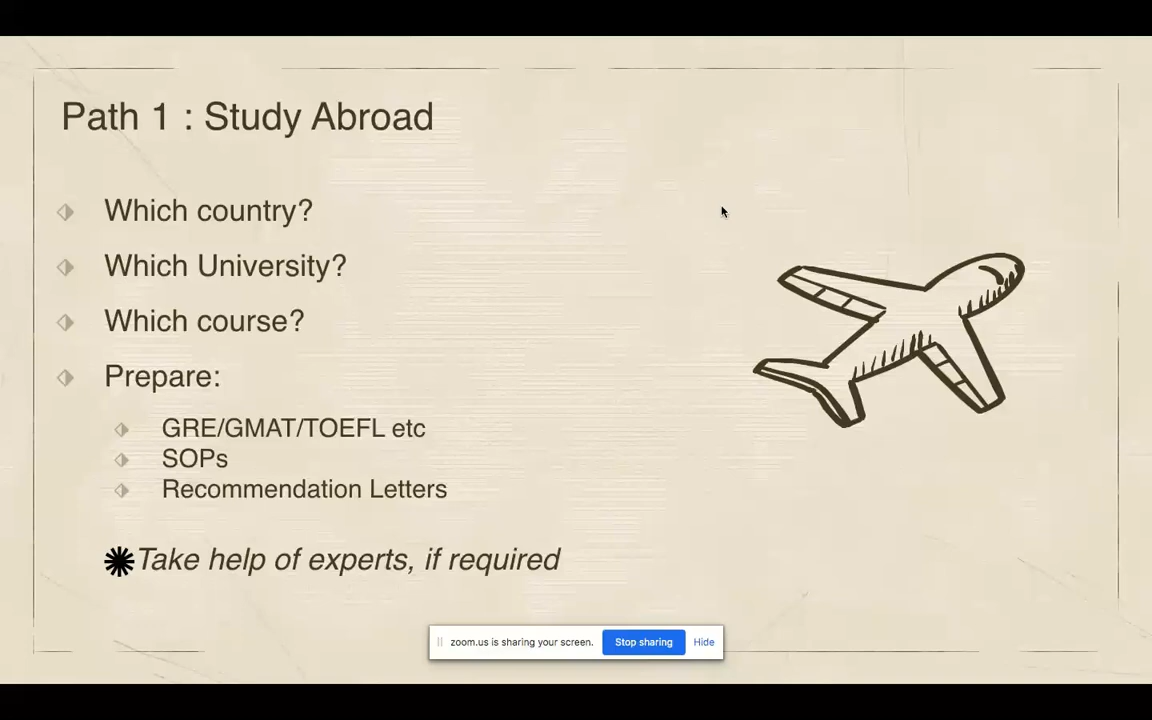 Path 1 : Study Abroad
Which country?
Which University?
Which course?
Prepare:
GRE/GMAT/TOEFL etc
SOPs
Recommendation Letters
Take help of experts, if required
zoom.us is sharing your screen. Stop sharing Hide